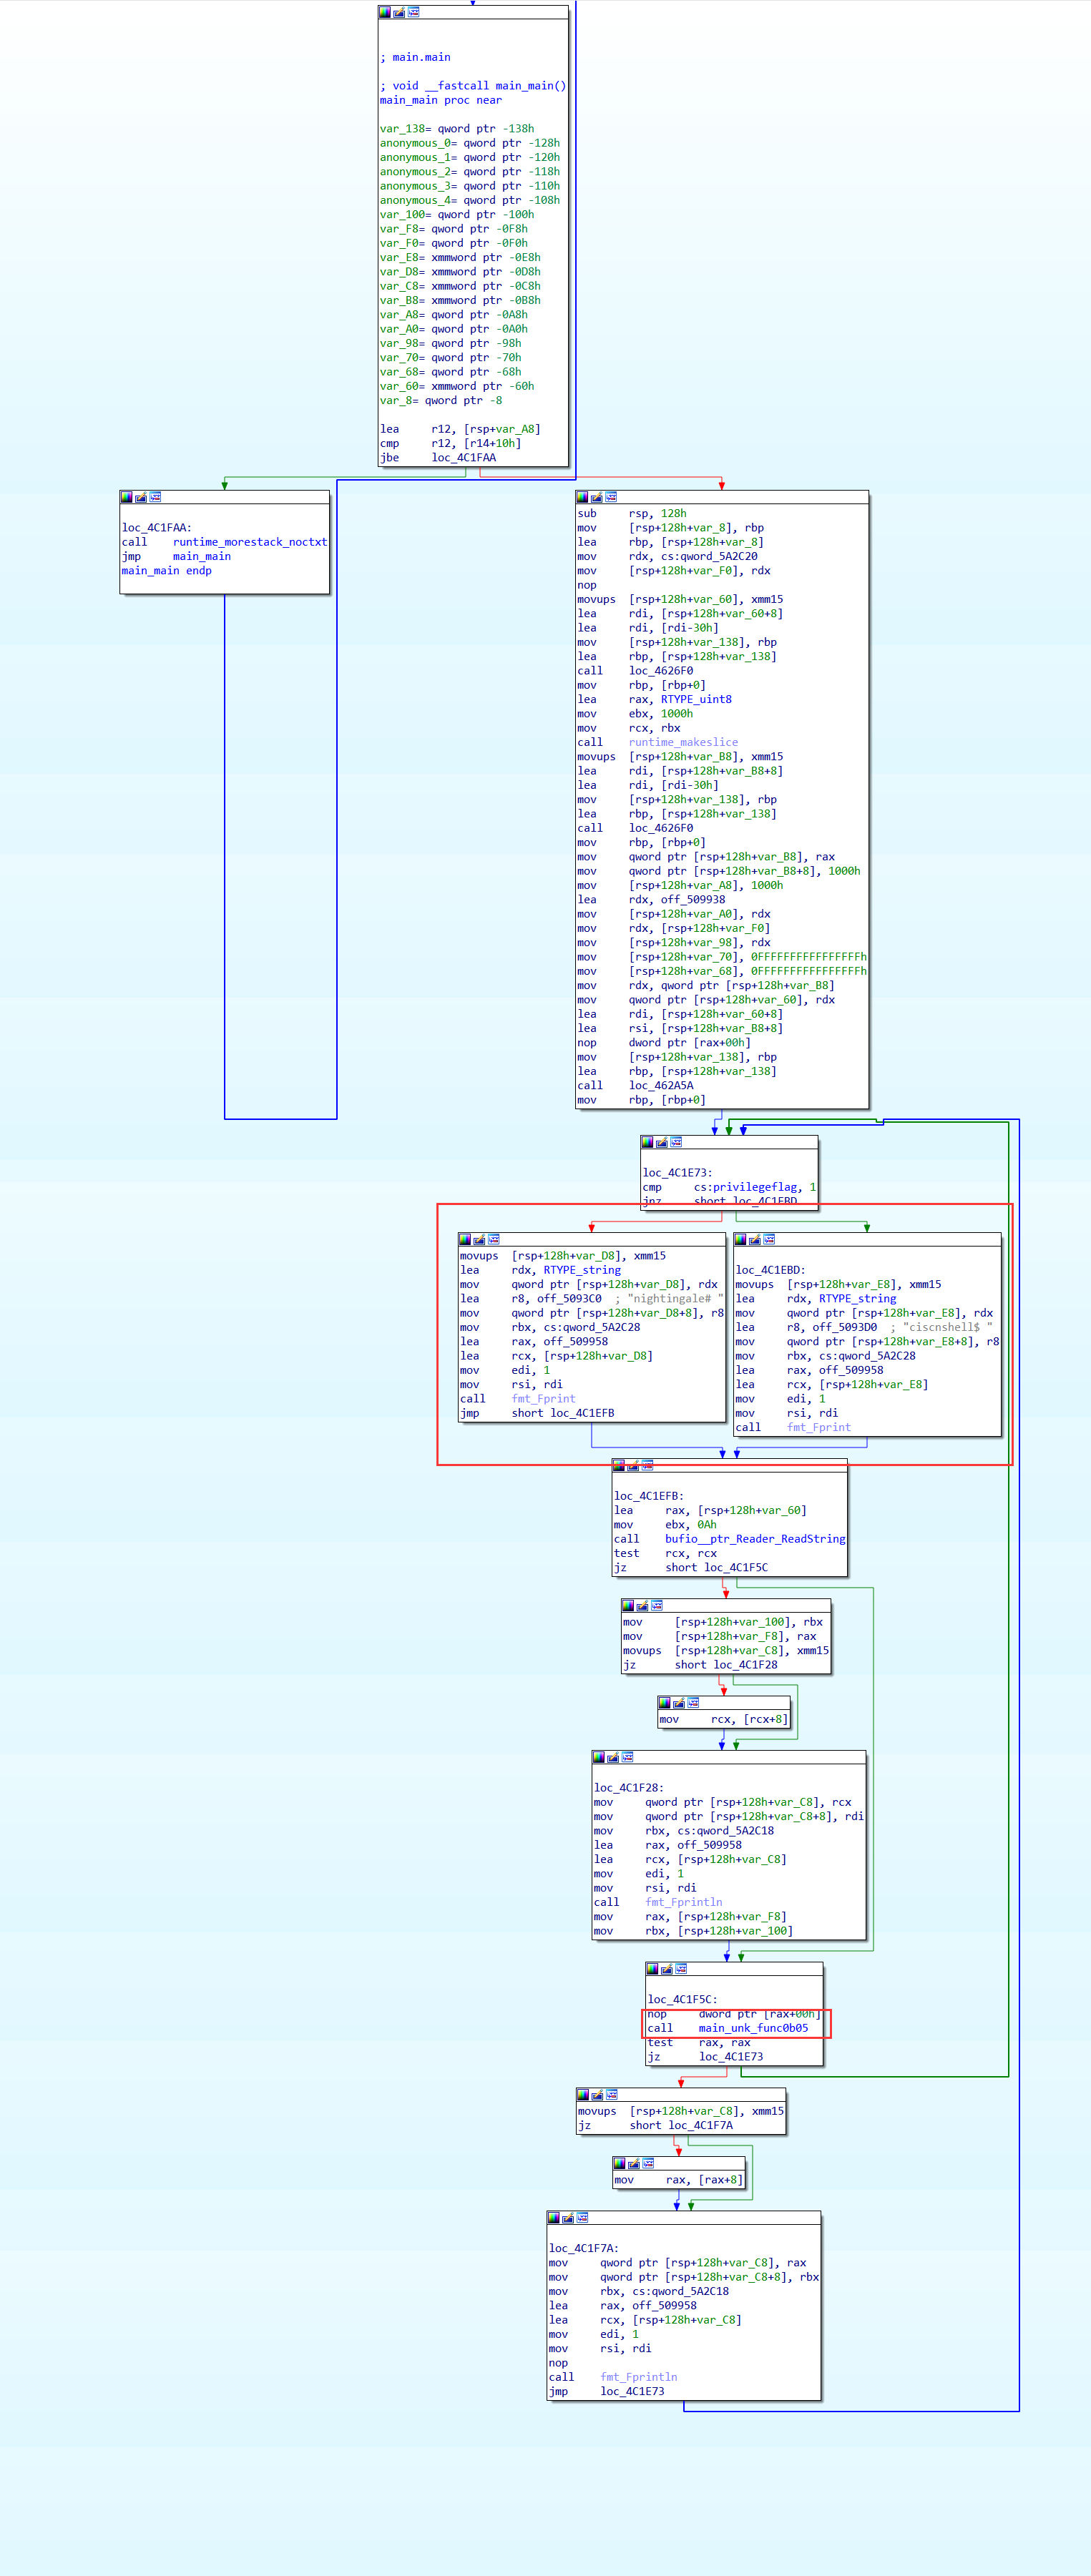 ; main.main
; void __fastcall main_main()
main_main proc near
var_138= qword ptr -138h
anonymous_0= qword ptr -128h
anonymous_1= qword ptr -120h
anonymous_2= qword ptr -118h
anonymous_3= qword ptr -110h
anonymous_4= qword ptr -108h
var_100= qword ptr -100h
var_F8= qword ptr -0F8h
var_F0= qword ptr -0F0h
var_E8= xmmword ptr -0E8h
var_D8= xmmword ptr -0D8h
var_C8= xmmword ptr -0C8h
var_B8= xmmword ptr -0B8h
var_A8= qword ptr -0A8h
var_A0= qword ptr -0A0h
var_98= qword ptr -98h
var_70= qword ptr -70h
var_68= qword ptr -68h
var_60= xmmword ptr -60h
var_8= qword ptr -8
lea r12, [rsp+var_A8]
cmp r12, [r14+10h]
jbe loc_4C1FAA
loc_4C1FAA:
call runtime_morestack_noctxt
jmp main_main
main_main endp
sub rsp, 128h
mov [rsp+128h+var_8], rbp
lea rbp, [rsp+128h+var_8]
mov rdx, cs:qword_5A2C20
mov [rsp+128h+var_F0], rdx
nop
movups [rsp+128h+var_60], xmm15
lea rdi, [rsp+128h+var_60+8]
lea rdi, [rdi-30h]
mov [rsp+128h+var_138], rbp
lea rbp, [rsp+128h+var_138]
call loc_4626F0
mov rbp, [rbp+0]
lea rax, RTYPE_uint8
mov ebx, 1000h
mov rcx, rbx
call runtime_makeslice
movups [rsp+128h+var_B8], xmm15
lea rdi, [rsp+128h+var_B8+8]
lea rdi, [rdi-30h]
mov [rsp+128h+var_138], rbp
lea rbp, [rsp+128h+var_138]
call loc_4626F0
mov rbp, [rbp+0]
mov qword ptr [rsp+128h+var_B8], rax
mov qword ptr [rsp+128h+var_B8+8], 1000h
mov [rsp+128h+var_A8], 1000h
lea rdx, off_509938
mov [rsp+128h+var_A0], rdx
mov rdx, [rsp+128h+var_F0]
mov [rsp+128h+var_98], rdx
mov [rsp+128h+var_70], 0FFFFFFFFFFFFFFFFh
mov [rsp+128h+var_68], 0FFFFFFFFFFFFFFFFh
mov rdx, qword ptr [rsp+128h+var_B8]
mov qword ptr [rsp+128h+var_60], rdx
lea rdi, [rsp+128h+var_60+8]
lea rsi, [rsp+128h+var_B8+8]
nop dword ptr [rax+00h]
mov [rsp+128h+var_138], rbp
lea rbp, [rsp+128h+var_138]
call loc_462A5A
mov rbp, [rbp+0]
loc_4C1E73:
cmp cs:privilegeflag, 1
jnz short loc_4C1EBD
movups [rsp+128h+var_D8], xmm15
lea rdx, RTYPE_string
mov qword ptr [rsp+128h+var_D8], rdx
lea r8, off_5093C0 ; "nightingale# "
mov qword ptr [rsp+128h+var_D8+8], r8
mov rbx, cs:qword_5A2C28
lea rax, off_509958
lea rcx, [rsp+128h+var_D8]
mov edi, 1
mov rsi, rdi
call fmt_Fprint
jmp short loc_4C1EFB
loc_4C1EBD:
movups [rsp+128h+var_E8], xmm15
lea rdx, RTYPE_string
mov qword ptr [rsp+128h+var_E8], rdx
lea r8, off_5093D0 ; "ciscnshell$ "
mov qword ptr [rsp+128h+var_E8+8], r8
mov rbx, cs:qword_5A2C28
lea rax, off_509958
lea rcx, [rsp+128h+var_E8]
mov edi, 1
mov rsi, rdi
call fmt_Fprint
loc_4C1EFB:
lea rax, [rsp+128h+var_60]
mov ebx, 0Ah
call bufio__ptr_Reader_ReadString
test rcx, rcx
jz short loc_4C1F5C
mov [rsp+128h+var_100], rbx
mov [rsp+128h+var_F8], rax
movups [rsp+128h+var_C8], xmm15
jz short loc_4C1F28
mov rcx, [rcx+8]
loc_4C1F28:
mov qword ptr [rsp+128h+var_C8], rcx
mov qword ptr [rsp+128h+var_C8+8], rdi
mov rbx, cs:qword_5A2C18
lea rax, off_509958
lea rcx, [rsp+128h+var_C8]
mov edi, 1
mov rsi, rdi
call fmt_Fprintln
mov rax, [rsp+128h+var_F8]
mov rbx, [rsp+128h+var_100]
loc_4C1F5C:
nop dword ptr [rax+00h]
call main_unk_func0b05
test rax, rax
jz loc_4C1E73
movups [rsp+128h+var_C8], xmm15
jz short loc_4C1F7A
mov rax, [rax+8]
loc_4C1F7A:
mov qword ptr [rsp+128h+var_C8], rax
mov qword ptr [rsp+128h+var_C8+8], rbx
mov rbx, cs:qword_5A2C18
lea rax, off_509958
lea rcx, [rsp+128h+var_C8]
mov edi, 1
mov rsi, rdi
nop
call fmt_Fprintln
jmp loc_4C1E73